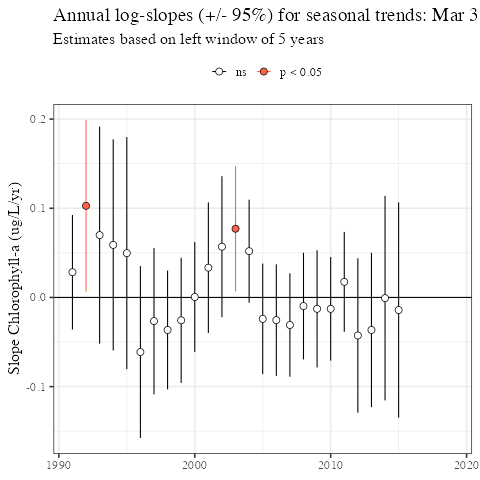 Annual log-slopes (+/- 95%) for seasonal trends: Mar 3
Estimates based on left window of 5 years
ns p < 0.05
Slope Chlorophyll-a (ug/L/yr)
0.2
0.1
0.0
-0.1
1990 2000 2010 2020